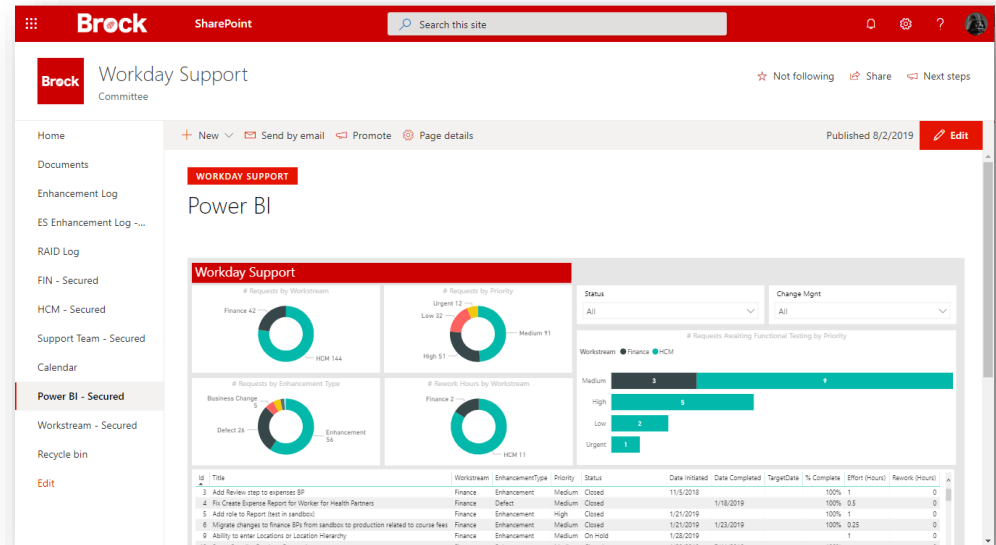 Brock SharePoint Search this site ?
Brock
Workday Support
Committee
Not following Share Next steps
Home
Documents
Enhancement Log
ES Enhancement Log -...
RAID Log
FIN - Secured
HCM - Secured
Support Team - Secured
Calendar
Power BI - Secured
Workstream - Secured
Recycle bin
Edit
New Send by email Promote Page details Published 8/2/2019 Edit
WORKDAY SUPPORT
Power BI
Workday Support
# Requests by Workstream
Finance 42
HCM 144
# Requests by Priority
Urgent 12
Low 32
Medium 91
High 51
Status
All
Change Mgnt
All
# Requests by Enhancement Type
Business Change
5
Defect 26
Enhancement
56
# Rework Hours by Workstream
Finance 2
HCM 11
# Requests Awaiting Functional Testing by Priority
Workstream Finance HCM
Medium 3 9
High 5
Low 2
Urgent 1
Id Title Workstream EnhancementType Priority Status Date Initiated Date Completed TargetDate % Complete Effort (Hours) Rework (Hours)
3 Add Review step to expenses BP Finance Enhancement Medium Closed 11/5/2018 100% 1 0
4 Fix Create Expense Report for Worker for Health Partners Finance Defect Medium Closed 1/18/2019 100% 0.5 0
5 Add role to Report (test in sandbox) Finance Enhancement High Closed 1/21/2019 100% 1 0
6 Migrate changes to finance BPs from sandbox to production related to course fees Finance Enhancement Medium Closed 1/21/2019 1/23/2019 100% 0.25 0
9 Ability to enter Locations or Location Hierarchy Finance Enhancement Medium On Hold 1/28/2019 1 0